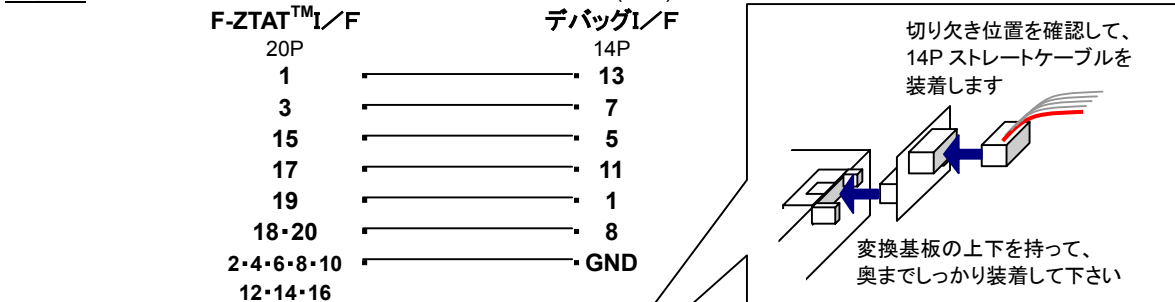 F-ZTAT™I／F デバッグI／F
20P 14P
1 13
3 7
15 5
17 11
19 1
18・20 8
2・4・6・8・10 GND
12・14・16
切り欠き位置を確認して、
14P ストレートケーブルを
装着します
変換基板の上下を持って、
奥までしっかり装着して下さい